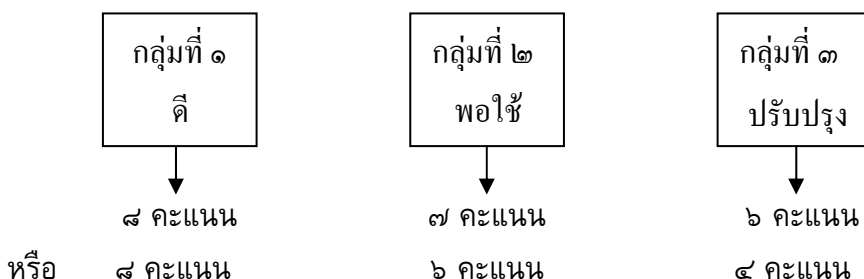 กลุ่มที่ ๑ กลุ่มที่ ๒ กลุ่มที่ ๓
ดี พอใช้ ปรับปรุง
๘ คะแนน ๗ คะแนน ๖ คะแนน
หรือ ๘ คะแนน ๖ คะแนน ๔ คะแนน